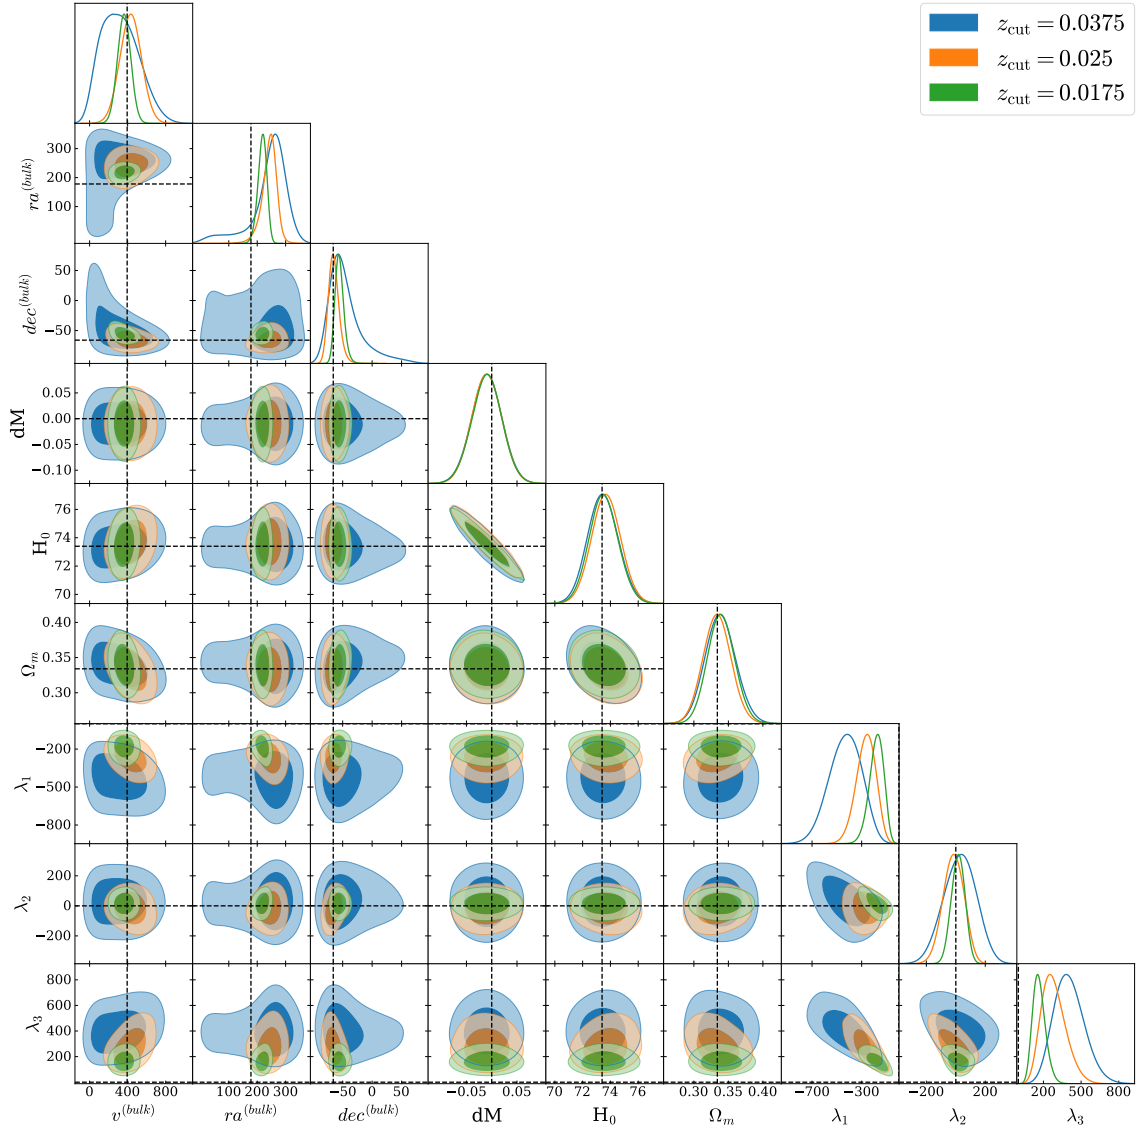 z_cut = 0.0375
z_cut = 0.025
z_cut = 0.0175
300
200
100
ra^(bulk)
50
0
−50
dec^(bulk)
0.05
0.00
−0.05
−0.10
dM
76
74
72
70
H_0
0.40
0.35
0.30
Ω_m
−200
−500
−800
λ_1
200
0
−200
λ_2
800
600
400
200
λ_3
0 400 800 100 200 300 −50 0 50 −0.05 0.05 70 72 74 76 0.30 0.35 0.40 −700 −300 −200 200 200 400 600 800
v^(bulk) ra^(bulk) dec^(bulk) dM H_0 Ω_m λ_1 λ_2 λ_3